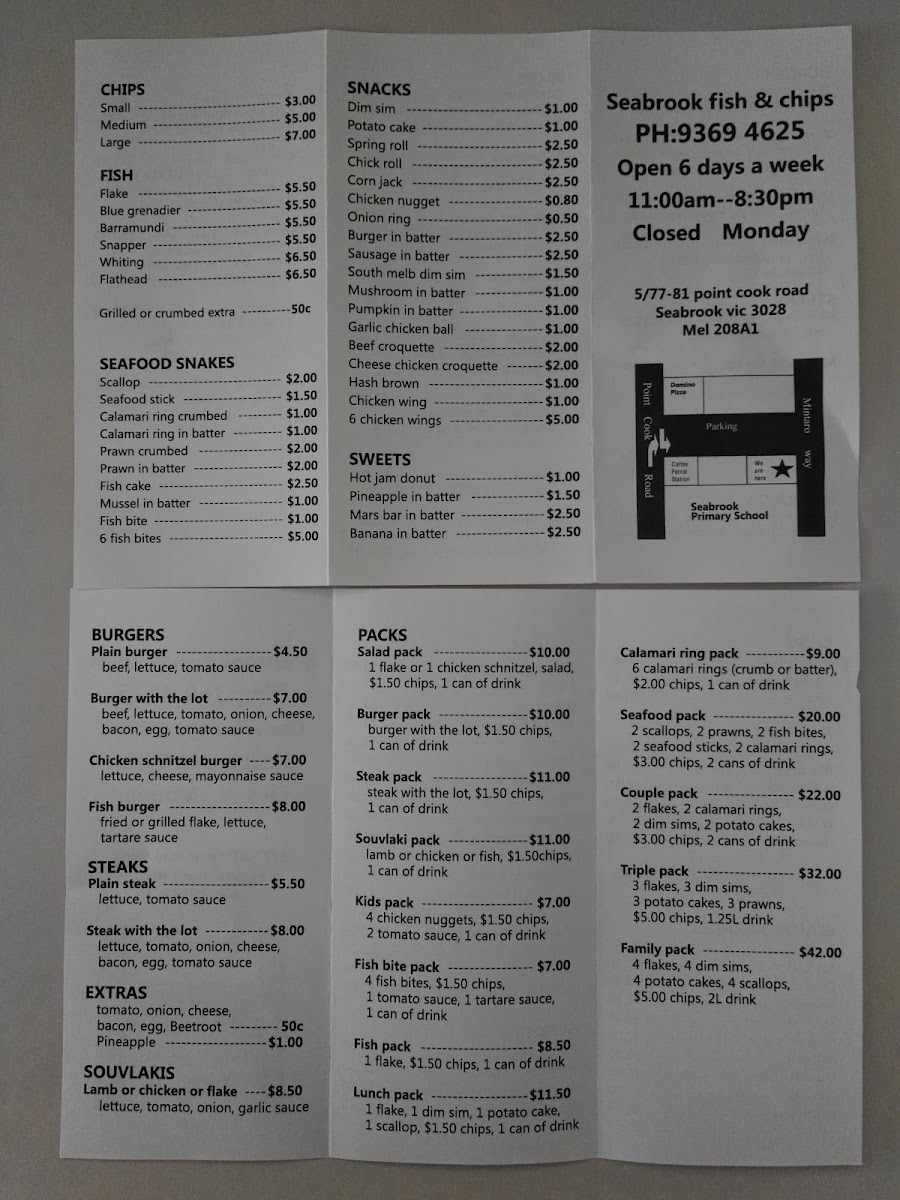 CHIPS
Small ---------- $3.00
Medium ---------- $5.00
Large ---------- $7.00
FISH
Flake ---------- $5.50
Blue grenadier ---------- $5.50
Barramundi ---------- $5.50
Snapper ---------- $5.50
Whiting ---------- $6.50
Flathead ---------- $6.50
Grilled or crumbed extra ----------50c
SEAFOOD SNAKES
Scallop ---------- $2.00
Seafood stick ---------- $1.50
Calamari ring crumbed ---------- $1.00
Calamari ring in batter ---------- $1.00
Prawn crumbed ---------- $2.00
Prawn in batter ---------- $2.00
Fish cake ---------- $2.50
Mussel in batter ---------- $1.00
Fish bite ---------- $1.00
6 fish bites ---------- $5.00
SNACKS
Dim sim ---------- $1.00
Potato cake ---------- $1.00
Spring roll ---------- $2.50
Chick roll ---------- $2.50
Corn jack ---------- $2.50
Chicken nugget ---------- $0.80
Onion ring ---------- $0.50
Burger in batter ---------- $2.50
Sausage in batter ---------- $2.50
South melb dim sim ---------- $1.50
Mushroom in batter ---------- $1.00
Pumpkin in batter ---------- $1.00
Garlic chicken ball ---------- $1.00
Beef croquette ---------- $2.00
Cheese chicken croquette ------- $2.00
Hash brown ---------- $1.00
Chicken wing ---------- $1.00
6 chicken wings ---------- $5.00
SWEETS
Hot jam donut ---------- $1.00
Pineapple in batter ---------- $1.50
Mars bar in batter ---------- $2.50
Banana in batter ---------- $2.50
Seabrook fish & chips
PH:9369 4625
Open 6 days a week
11:00am--8:30pm
Closed Monday
5/77-81 point cook road
Seabrook vic 3028
Mel 208A1
Point Cook Road
Domino
Pizza
Parking
Mintaro way
Caltex
Petrol
Station
We
are
here
Seabrook
Primary School
BURGERS
Plain burger ---------- $4.50
beef, lettuce, tomato sauce
Burger with the lot ---------- $7.00
beef, lettuce, tomato, onion, cheese,
bacon, egg, tomato sauce
Chicken schnitzel burger ----$7.00
lettuce, cheese, mayonnaise sauce
Fish burger ---------- $8.00
fried or grilled flake, lettuce,
tartare sauce
STEAKS
Plain steak ---------- $5.50
lettuce, tomato sauce
Steak with the lot ---------- $8.00
lettuce, tomato, onion, cheese,
bacon, egg, tomato sauce
EXTRAS
tomato, onion, cheese,
bacon, egg, Beetroot --------- 50c
Pineapple ---------- $1.00
SOUVLAKIS
Lamb or chicken or flake ----$8.50
lettuce, tomato, onion, garlic sauce
PACKS
Salad pack ---------- $10.00
1 flake or 1 chicken schnitzel, salad,
$1.50 chips, 1 can of drink
Burger pack ---------- $10.00
burger with the lot, $1.50 chips,
1 can of drink
Steak pack ---------- $11.00
steak with the lot, $1.50 chips,
1 can of drink
Souvlaki pack ---------- $11.00
lamb or chicken or fish, $1.50chips,
1 can of drink
Kids pack ---------- $7.00
4 chicken nuggets, $1.50 chips,
2 tomato sauce, 1 can of drink
Fish bite pack ---------- $7.00
4 fish bites, $1.50 chips,
1 tomato sauce, 1 tartare sauce,
1 can of drink
Fish pack ---------- $8.50
1 flake, $1.50 chips, 1 can of drink
Lunch pack ---------- $11.50
1 flake, 1 dim sim, 1 potato cake,
1 scallop, $1.50 chips, 1 can of drink
Calamari ring pack ----------$9.00
6 calamari rings (crumb or batter),
$2.00 chips, 1 can of drink
Seafood pack ---------- $20.00
2 scallops, 2 prawns, 2 fish bites,
2 seafood sticks, 2 calamari rings,
$3.00 chips, 2 cans of drink
Couple pack ---------- $22.00
2 flakes, 2 calamari rings,
2 dim sims, 2 potato cakes,
$3.00 chips, 2 cans of drink
Triple pack ---------- $32.00
3 flakes, 3 dim sims,
3 potato cakes, 3 prawns,
$5.00 chips, 1.25L drink
Family pack ---------- $42.00
4 flakes, 4 dim sims,
4 potato cakes, 4 scallops,
$5.00 chips, 2L drink